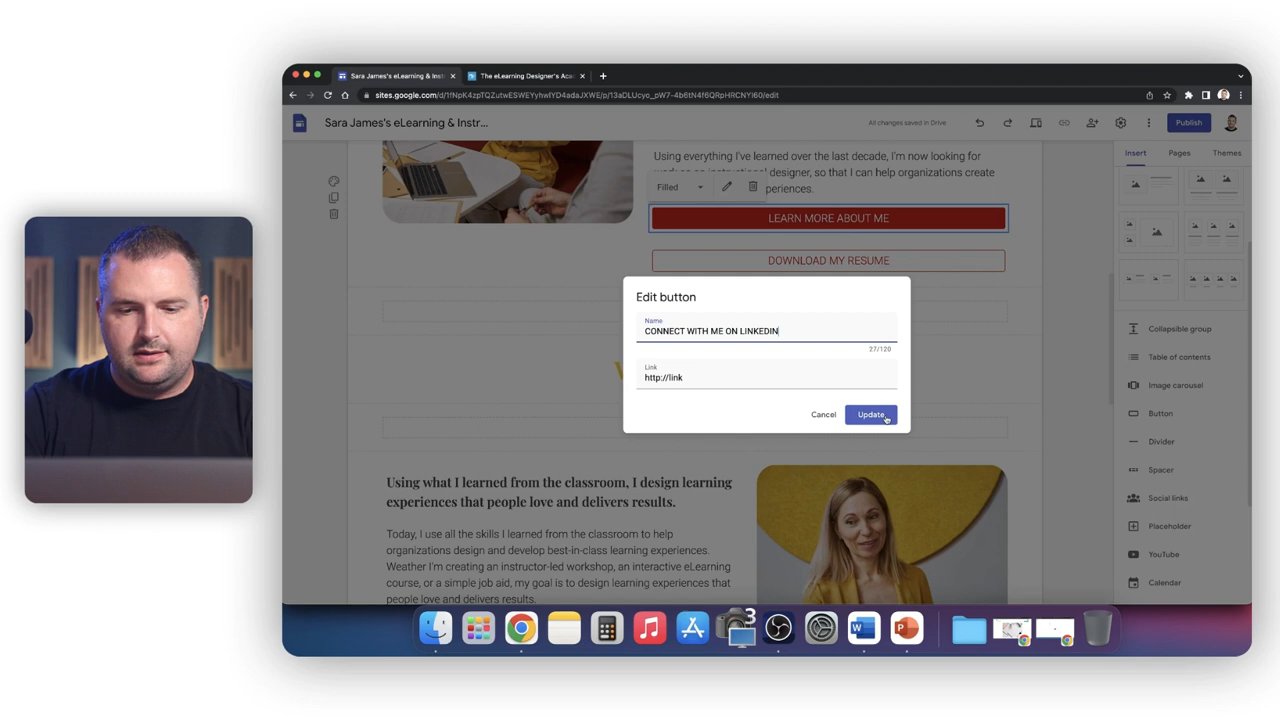 Sara James's eLearning & Inst
The eLearning Designer's Aca
sites.google.com/d/1fNpK4zpTQZutwESWEYyhwIYD4adaJXWE/p/13aDLUcyo_pW7-4b6tN4f6QRpHRCNYI60/edit
Sara James's eLearning & Instr...
All changes saved in Drive
Publish
Insert
Pages
Themes
Using everything I've learned over the last decade, I'm now looking for
designer, so that I can help organizations create
periences.
Filled
LEARN MORE ABOUT ME
DOWNLOAD MY RESUME
Edit button
Name
CONNECT WITH ME ON LINKEDIN
27/120
Link
http://link
Cancel
Update
Using what I learned from the classroom, I design learning
experiences that people love and delivers results.
Today, I use all the skills I learned from the classroom to help
organizations design and develop best-in-class learning experiences.
Weather I'm creating an instructor-led workshop, an interactive eLearning
course, or a simple job aid, my goal is to design learning experiences that
people love and delivers results.
Collapsible group
Table of contents
Image carousel
Button
Divider
Spacer
Social links
Placeholder
YouTube
Calendar
3